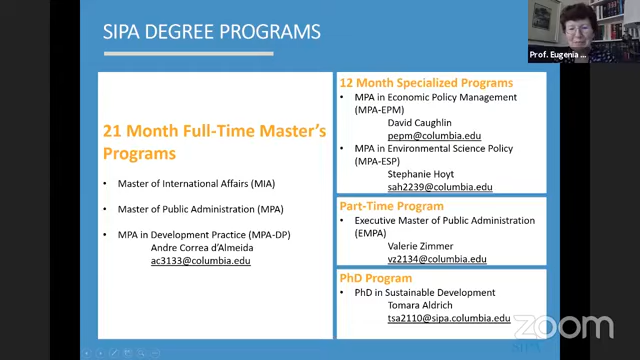 SIPA DEGREE PROGRAMS
Prof. Eugenia ...
21 Month Full-Time Master's
Programs
• Master of International Affairs (MIA)
• Master of Public Administration (MPA)
• MPA in Development Practice (MPA-DP)
Andre Correa d'Almeida
ac3133@columbia.edu
12 Month Specialized Programs
• MPA in Economic Policy Management
(MPA-EPM)
David Caughlin
pepm@columbia.edu
• MPA in Environmental Science Policy
(MPA-ESP)
Stephanie Hoyt
sah2239@columbia.edu
Part-Time Program
• Executive Master of Public Administration
(EMPA)
Valerie Zimmer
vz2134@columbia.edu
PhD Program
• PhD in Sustainable Development
Tomara Aldrich
tsa2110@sipa.columbia.edu
zoom
SIPA